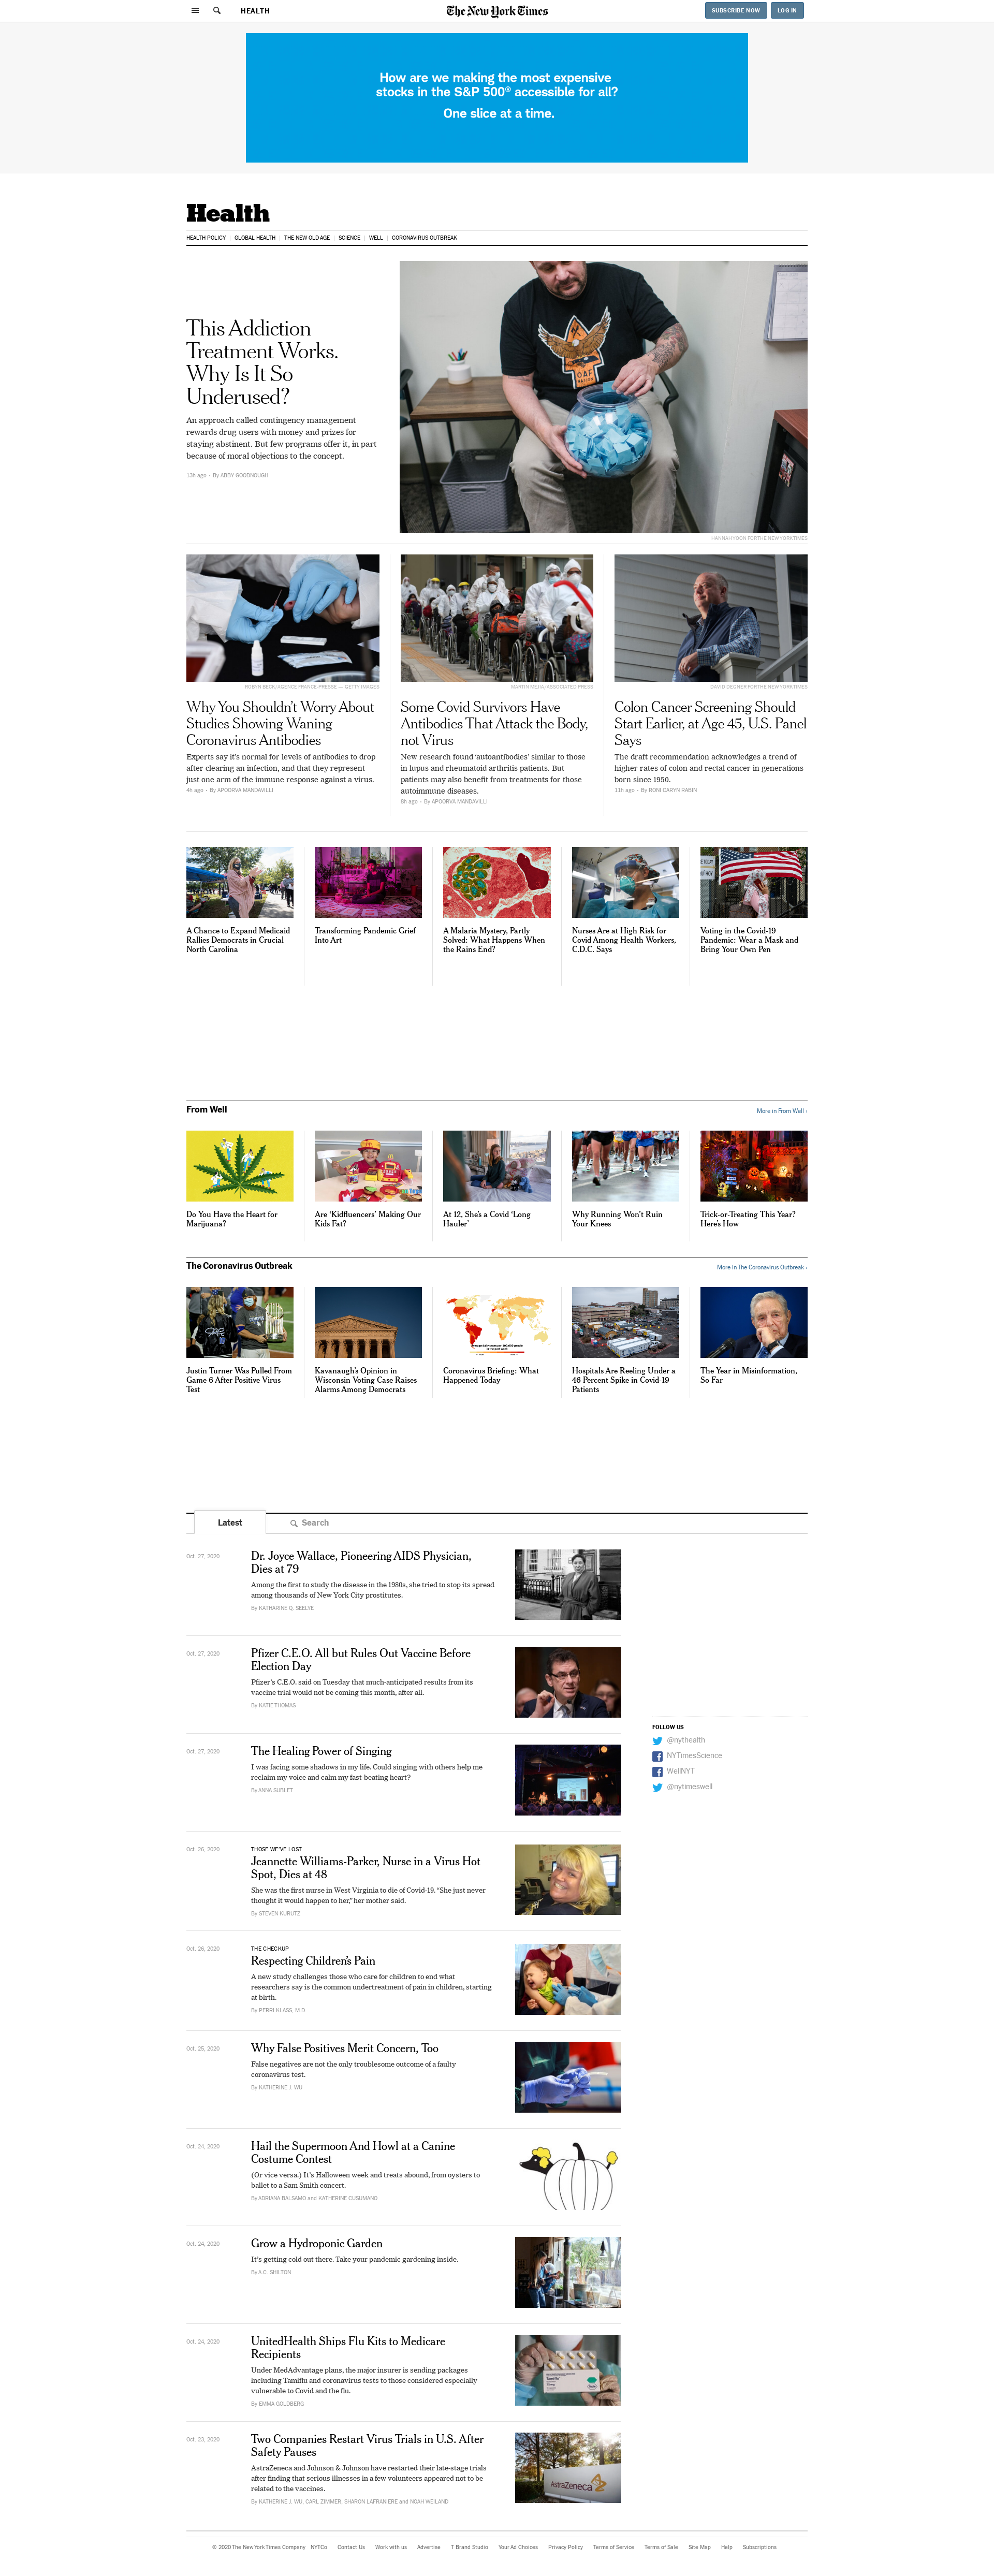 HEALTH
The New York Times
SUBSCRIBE NOW
LOG IN
How are we making the most expensive
stocks in the S&P 500® accessible for all?
One slice at a time.
Health
HEALTH POLICY
GLOBAL HEALTH
THE NEW OLD AGE
SCIENCE
WELL
CORONAVIRUS OUTBREAK
This Addiction
Treatment Works.
Why Is It So
Underused?
An approach called contingency management
rewards drug users with money and prizes for
staying abstinent. But few programs offer it, in part
because of moral objections to the concept.
13h ago - By ABBY GOODNOUGH
OAF NATION
HANNAH YOON FOR THE NEW YORK TIMES
ROBYN BECK/AGENCE FRANCE-PRESSE — GETTY IMAGES
Why You Shouldn't Worry About
Studies Showing Waning
Coronavirus Antibodies
Experts say it's normal for levels of antibodies to drop
after clearing an infection, and that they represent
just one arm of the immune response against a virus.
4h ago - By APOORVA MANDAVILLI
MARTIN MEJIA/ASSOCIATED PRESS
Some Covid Survivors Have
Antibodies That Attack the Body,
not Virus
New research found 'autoantibodies' similar to those
in lupus and rheumatoid arthritis patients. But
patients may also benefit from treatments for those
autoimmune diseases.
8h ago - By APOORVA MANDAVILLI
DAVID DEGNER FOR THE NEW YORK TIMES
Colon Cancer Screening Should
Start Earlier, at Age 45, U.S. Panel
Says
The draft recommendation acknowledges a trend of
higher rates of colon and rectal cancer in generations
born since 1950.
11h ago - By RONI CARYN RABIN
A Chance to Expand Medicaid
Rallies Democrats in Crucial
North Carolina
Transforming Pandemic Grief
Into Art
A Malaria Mystery, Partly
Solved: What Happens When
the Rains End?
Nurses Are at High Risk for
Covid Among Health Workers,
C.D.C. Says
Voting in the Covid-19
Pandemic: Wear a Mask and
Bring Your Own Pen
From Well
More in From Well ›
Do You Have the Heart for
Marijuana?
Are 'Kidfluencers' Making Our
Kids Fat?
At 12, She's a Covid 'Long
Hauler'
Why Running Won't Ruin
Your Knees
Trick-or-Treating This Year?
Here's How
The Coronavirus Outbreak
More in The Coronavirus Outbreak ›
Justin Turner Was Pulled From
Game 6 After Positive Virus
Test
Kavanaugh's Opinion in
Wisconsin Voting Case Raises
Alarms Among Democrats
Coronavirus Briefing: What
Happened Today
Hospitals Are Reeling Under a
46 Percent Spike in Covid-19
Patients
The Year in Misinformation,
So Far
Latest
Search
Oct. 27, 2020
Dr. Joyce Wallace, Pioneering AIDS Physician,
Dies at 79
Among the first to study the disease in the 1980s, she tried to stop its spread
among thousands of New York City prostitutes.
By KATHARINE Q. SEELYE
Oct. 27, 2020
Pfizer C.E.O. All but Rules Out Vaccine Before
Election Day
Pfizer's C.E.O. said on Tuesday that much-anticipated results from its
vaccine trial would not be coming this month, after all.
By KATIE THOMAS
FOLLOW US
@nythealth
NYTimesScience
WellNYT
@nytimeswell
Oct. 27, 2020
The Healing Power of Singing
I was facing some shadows in my life. Could singing with others help me
reclaim my voice and calm my fast-beating heart?
By ANNA SUBLET
Oct. 26, 2020
THOSE WE'VE LOST
Jeannette Williams-Parker, Nurse in a Virus Hot
Spot, Dies at 48
She was the first nurse in West Virginia to die of Covid-19. “She just never
thought it would happen to her,” her mother said.
By STEVEN KURUTZ
Oct. 26, 2020
THE CHECKUP
Respecting Children's Pain
A new study challenges those who care for children to end what
researchers say is the common undertreatment of pain in children, starting
at birth.
By PERRI KLASS, M.D.
Oct. 25, 2020
Why False Positives Merit Concern, Too
False negatives are not the only troublesome outcome of a faulty
coronavirus test.
By KATHERINE J. WU
Oct. 24, 2020
Hail the Supermoon And Howl at a Canine
Costume Contest
(Or vice versa.) It's Halloween week and treats abound, from oysters to
ballet to a Sam Smith concert.
By ADRIANA BALSAMO and KATHERINE CUSUMANO
Oct. 24, 2020
Grow a Hydroponic Garden
It's getting cold out there. Take your pandemic gardening inside.
By A.C. SHILTON
Oct. 24, 2020
UnitedHealth Ships Flu Kits to Medicare
Recipients
Under MedAdvantage plans, the major insurer is sending packages
including Tamiflu and coronavirus tests to those considered especially
vulnerable to Covid and the flu.
By EMMA GOLDBERG
Oct. 23, 2020
Two Companies Restart Virus Trials in U.S. After
Safety Pauses
AstraZeneca and Johnson & Johnson have restarted their late-stage trials
after finding that serious illnesses in a few volunteers appeared not to be
related to the vaccines.
By KATHERINE J. WU, CARL ZIMMER, SHARON LAFRANIERE and NOAH WEILAND
AstraZeneca
© 2020 The New York Times Company
NYTCo
Contact Us
Work with us
Advertise
T Brand Studio
Your Ad Choices
Privacy Policy
Terms of Service
Terms of Sale
Site Map
Help
Subscriptions